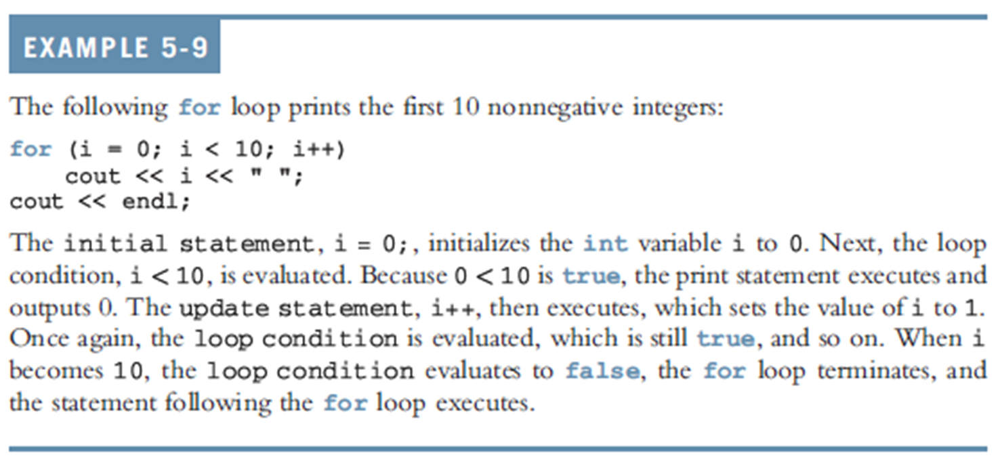 EXAMPLE 5-9
The following for loop prints the first 10 nonnegative integers:
for (i = 0; i < 10; i++)
    cout << i << " ";
cout << endl;
The initial statement, i = 0;, initializes the int variable i to 0. Next, the loop
condition, i < 10, is evaluated. Because 0 < 10 is true, the print statement executes and
outputs 0. The update statement, i++, then executes, which sets the value of i to 1.
Once again, the loop condition is evaluated, which is still true, and so on. When i
becomes 10, the loop condition evaluates to false, the for loop terminates, and
the statement following the for loop executes.